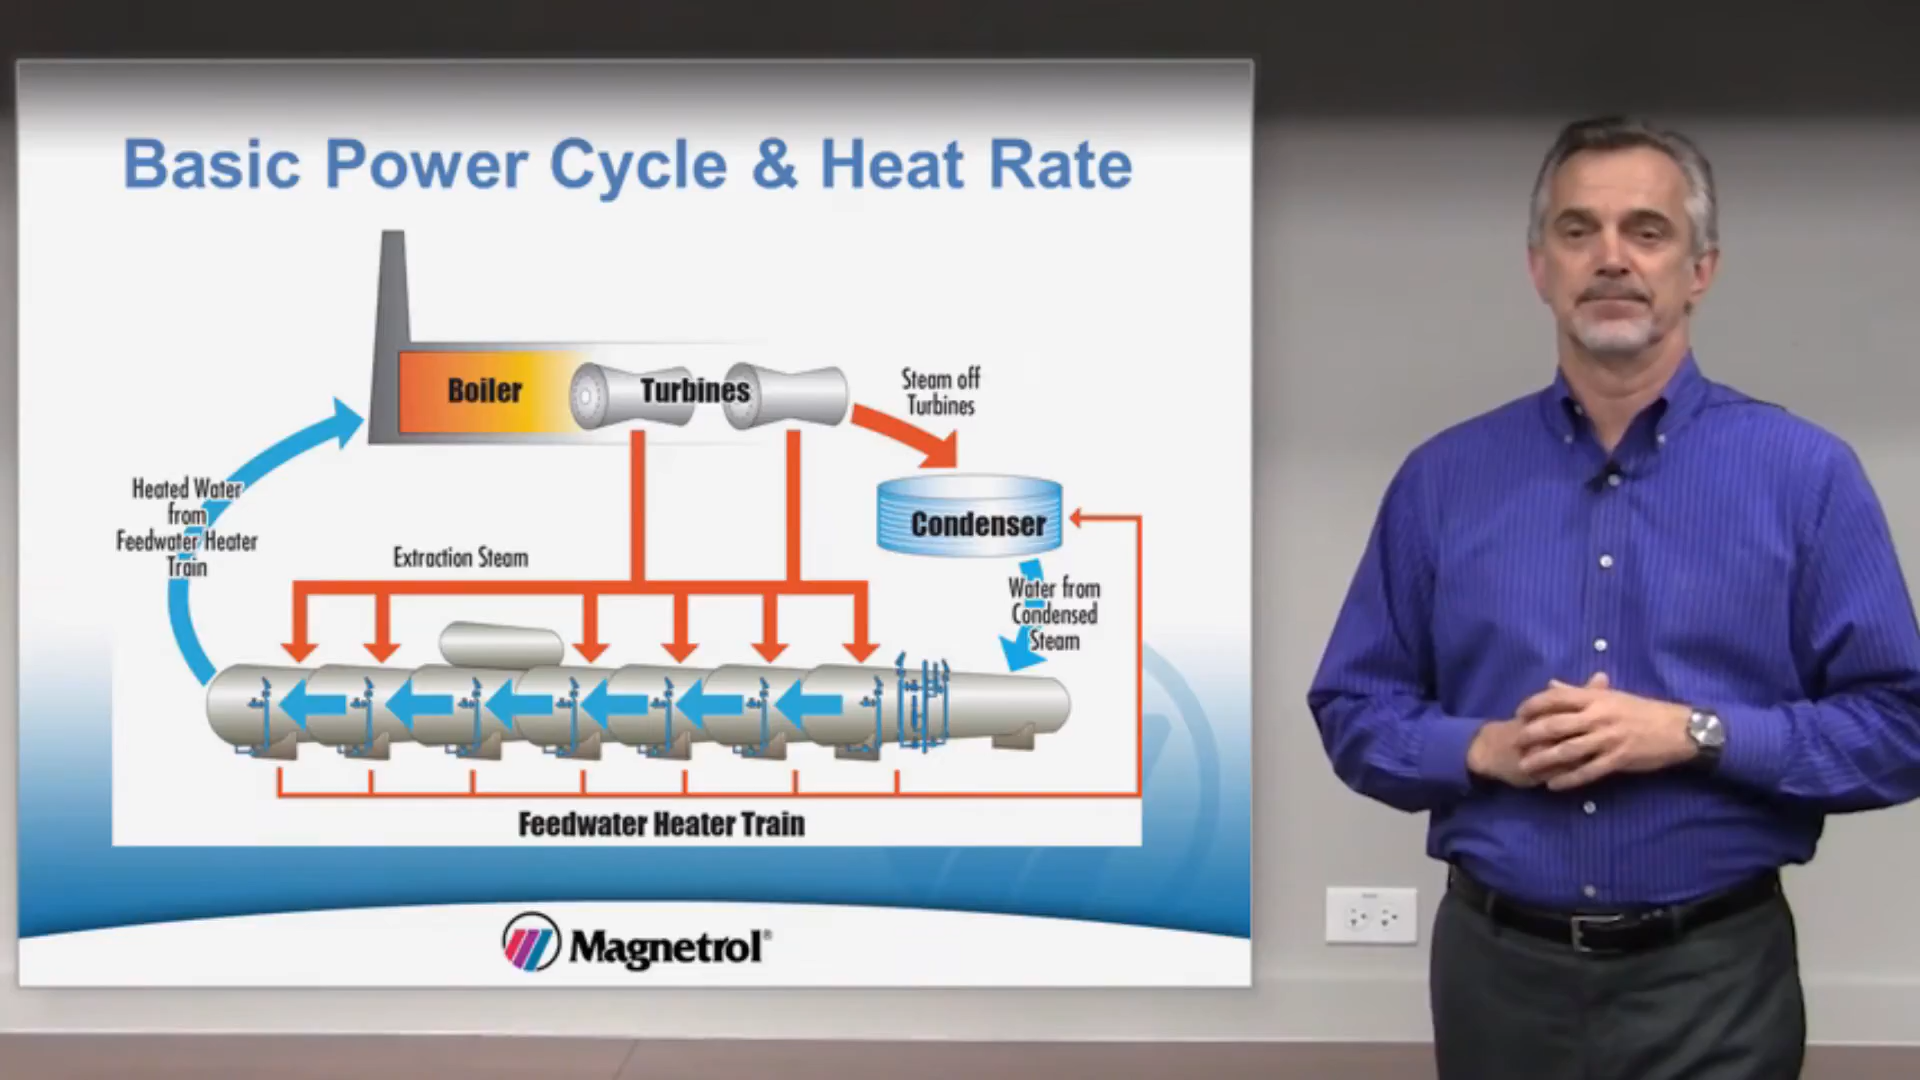 Basic Power Cycle & Heat Rate
Boiler
Turbines
Steam off
Turbines
Heated Water
from
Feedwater Heater
Train
Extraction Steam
Condenser
Water from
Condensed
Steam
Feedwater Heater Train
Magnetrol®